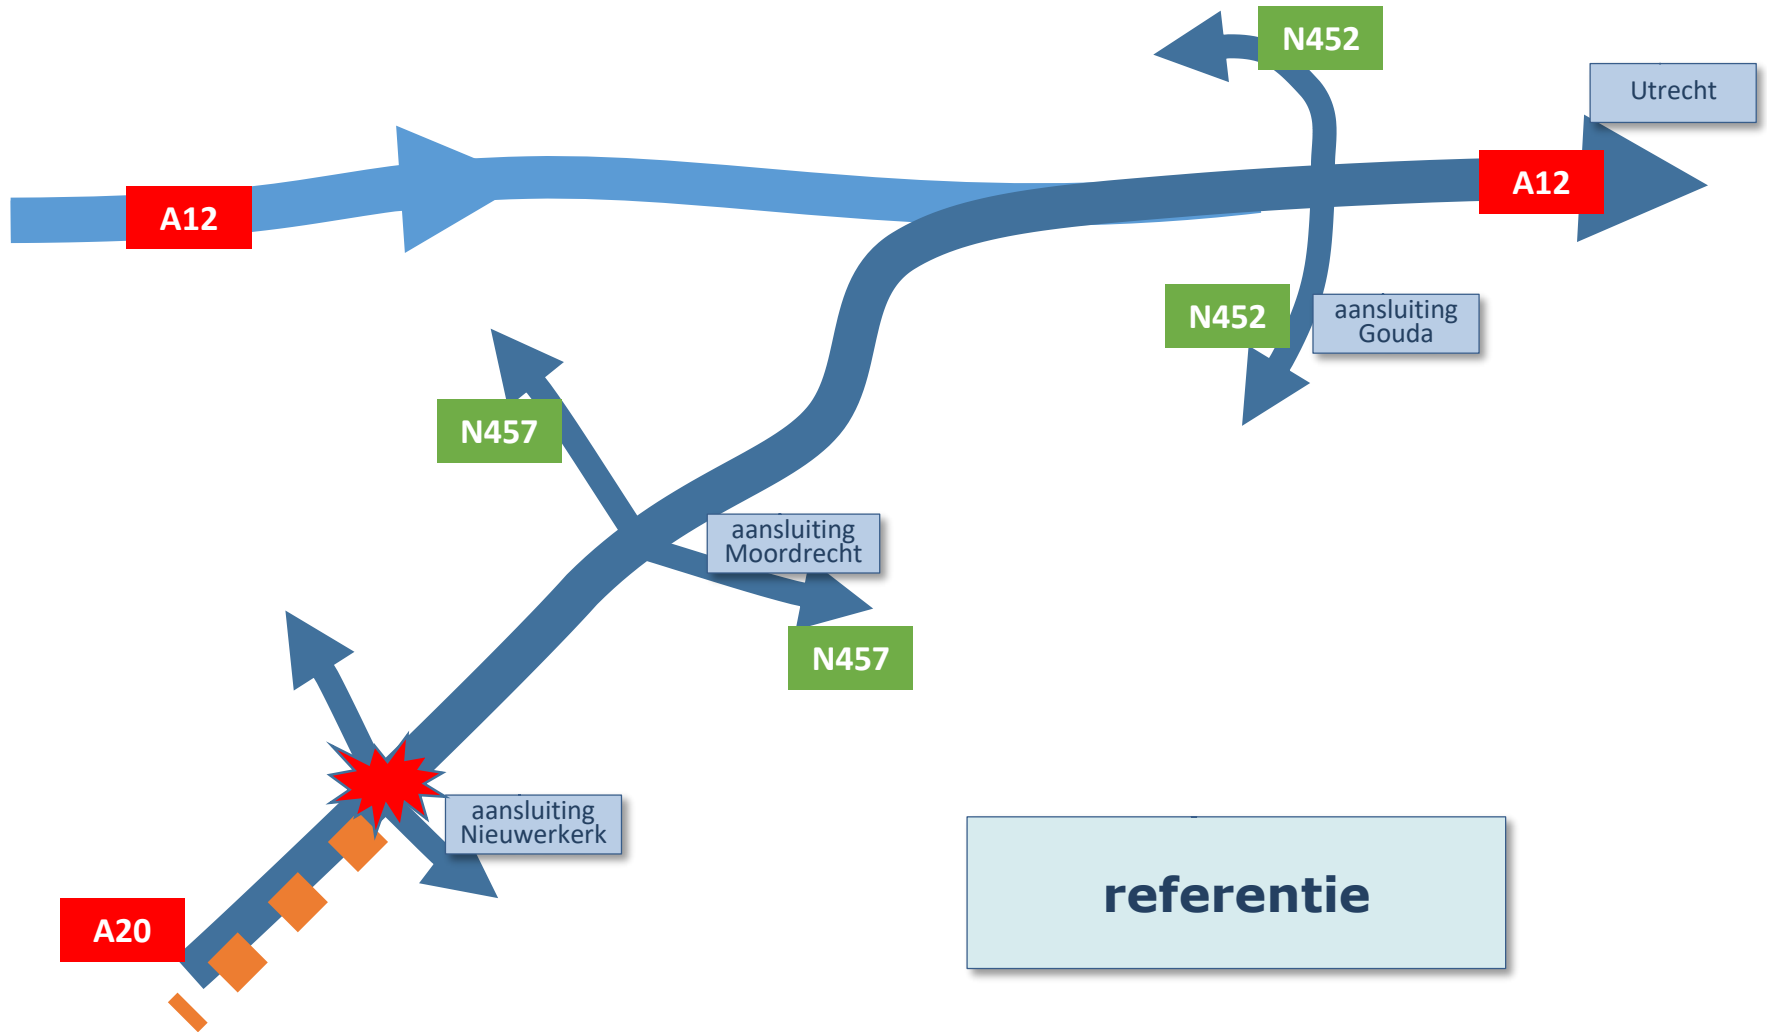 N452
Utrecht
A12
A12
N452
aansluiting
Gouda
N457
aansluiting
Moordrecht
N457
aansluiting
Nieuwerkerk
A20
referentie